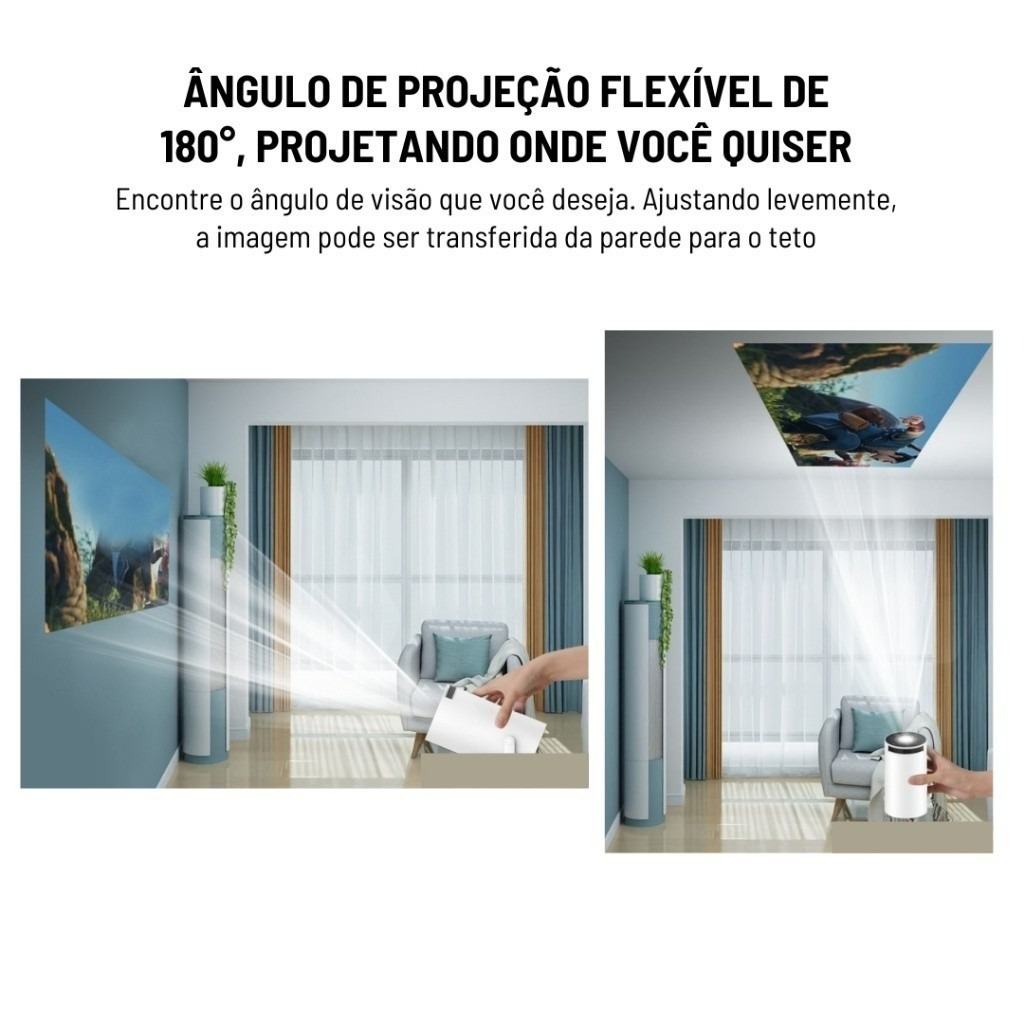 ÂNGULO DE PROJEÇÃO FLEXÍVEL DE
180°, PROJETANDO ONDE VOCÊ QUISER
Encontre o ângulo de visão que você deseja. Ajustando levemente,
a imagem pode ser transferida da parede para o teto